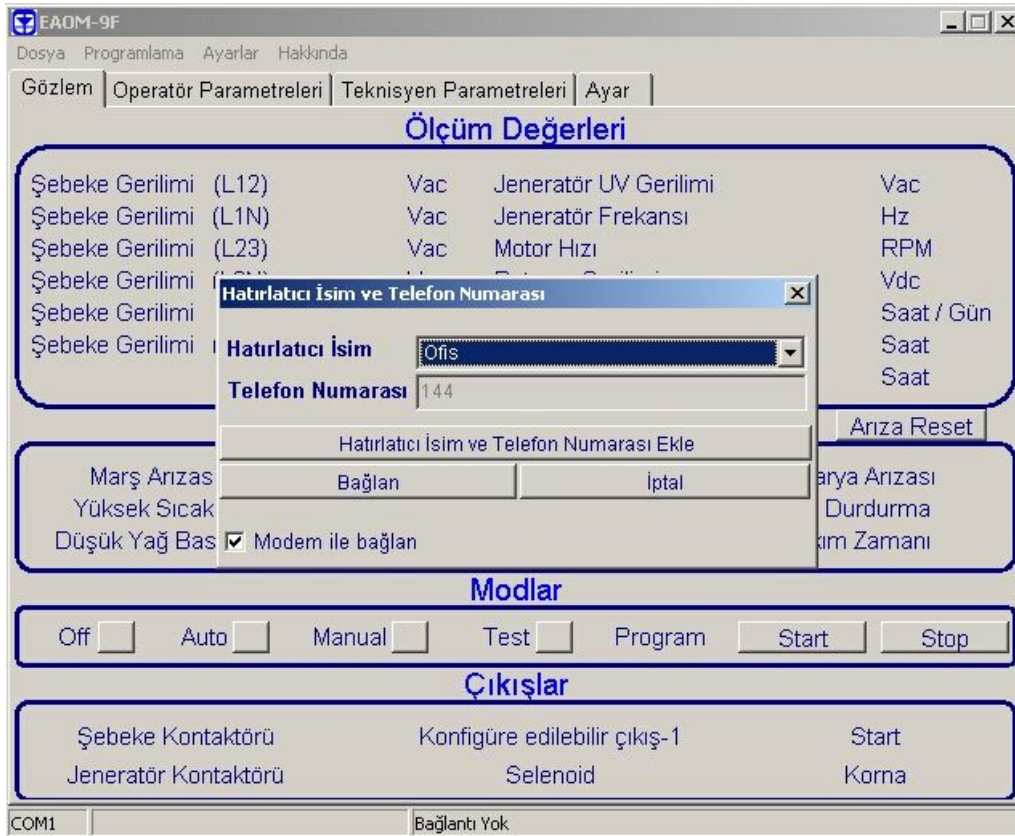 EAOM-9F
Dosya Programlama Ayarlar Hakkında
Gözlem Operatör Parametreleri Teknisyen Parametreleri Ayar
Ölçüm Değerleri
Şebeke Gerilimi (L12) Vac Jeneratör UV Gerilimi Vac
Şebeke Gerilimi (L1N) Vac Jeneratör Frekansı Hz
Şebeke Gerilimi (L23) Vac Motor Hızı RPM
Şebeke Gerilimi Vdc
Şebeke Gerilimi Saat / Gün
Şebeke Gerilimi Saat
Saat
Hatırlatıcı İsim ve Telefon Numarası
Hatırlatıcı İsim Ofis
Telefon Numarası 144
Hatırlatıcı İsim ve Telefon Numarası Ekle
Bağlan İptal
Modem ile bağlan
Arıza Reset
Marş Arızas arya Arızası
Yüksek Sıcak Durdurma
Düşük Yağ Bas kım Zamanı
Modlar
Off Auto Manual Test Program Start Stop
Çıkışlar
Şebeke Kontaktörü Konfigüre edilebilir çıkış-1 Start
Jeneratör Kontaktörü Selenoid Korna
COM1 Bağlantı Yok